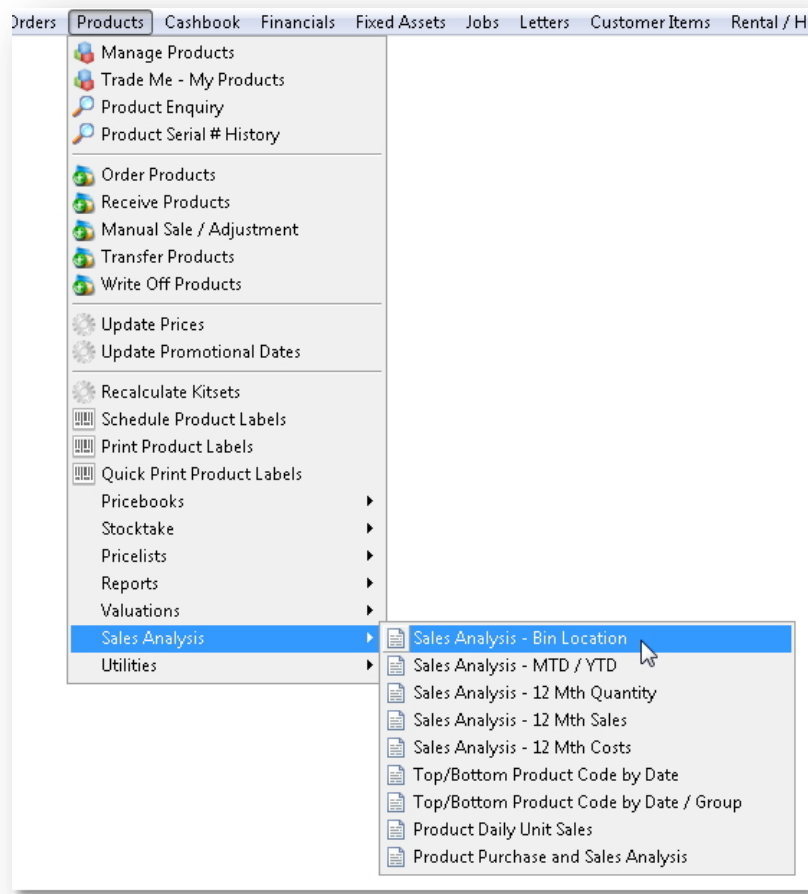 Orders Products Cashbook Financials Fixed Assets Jobs Letters Customer Items Rental / H
Manage Products
Trade Me - My Products
Product Enquiry
Product Serial # History
Order Products
Receive Products
Manual Sale / Adjustment
Transfer Products
Write Off Products
Update Prices
Update Promotional Dates
Recalculate Kitsets
Schedule Product Labels
Print Product Labels
Quick Print Product Labels
Pricebooks
Stocktake
Pricelists
Reports
Valuations
Sales Analysis
Utilities
Sales Analysis - Bin Location
Sales Analysis - MTD / YTD
Sales Analysis - 12 Mth Quantity
Sales Analysis - 12 Mth Sales
Sales Analysis - 12 Mth Costs
Top/Bottom Product Code by Date
Top/Bottom Product Code by Date / Group
Product Daily Unit Sales
Product Purchase and Sales Analysis